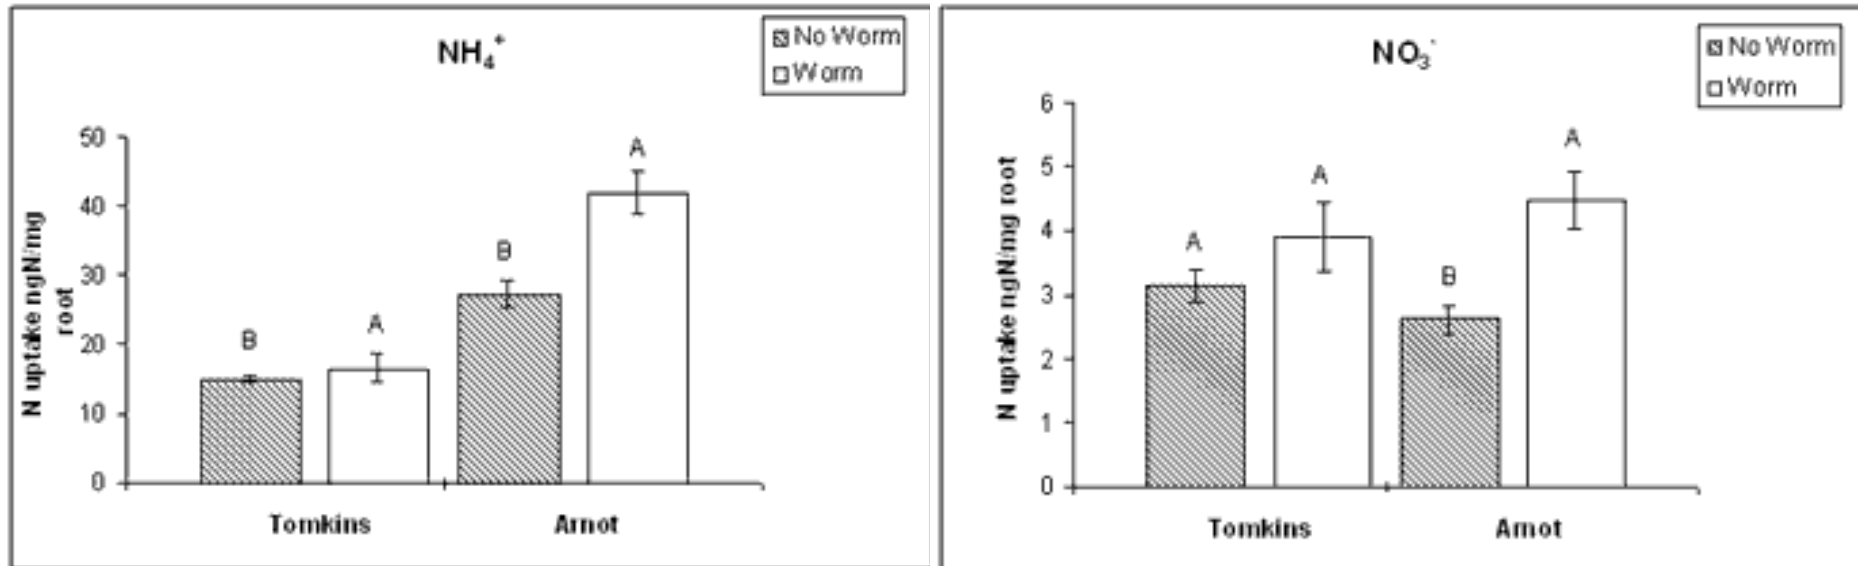 NH₄⁺
No Worm
Worm
N uptake ngN/mg
root
50
40
30
20
10
0
B
A
B
A
Tomkins
Arnot
NO₃⁻
No Worm
Worm
N uptake ngN/mg root
6
5
4
3
2
1
0
A
A
B
A
Tomkins
Arnot